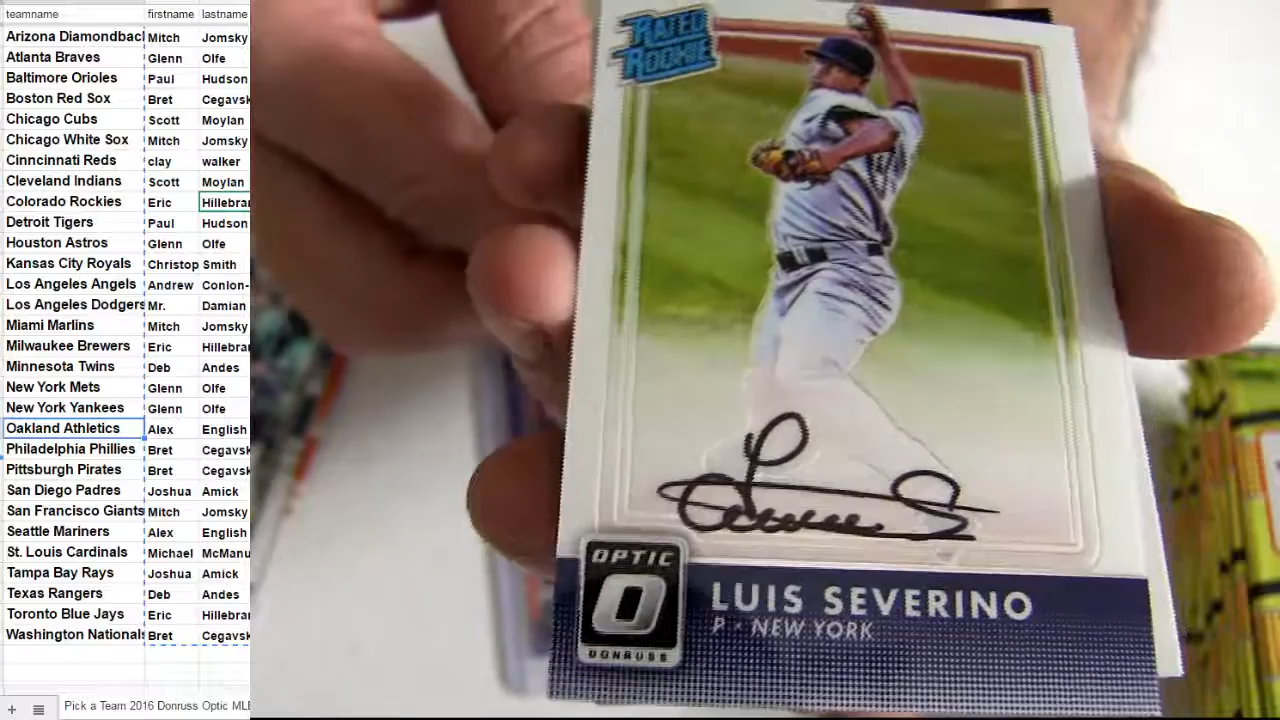 teamname firstname lastname
Arizona Diamondbacl Mitch Jomsky
Atlanta Braves Glenn Olfe
Baltimore Orioles Paul Hudson
Boston Red Sox Bret Cegavsk
Chicago Cubs Scott Moylan
Chicago White Sox Mitch Jomsky
Cinncinnati Reds clay walker
Cleveland Indians Scott Moylan
Colorado Rockies Eric Hillebrar
Detroit Tigers Paul Hudson
Houston Astros Glenn Olfe
Kansas City Royals Christop Smith
Los Angeles Angels Andrew Conlon-
Los Angeles Dodgers Mr. Damian
Miami Marlins Mitch Jomsky
Milwaukee Brewers Eric Hillebrar
Minnesota Twins Deb Andes
New York Mets Glenn Olfe
New York Yankees Glenn Olfe
Oakland Athletics Alex English
Philadelphia Phillies Bret Cegavsk
Pittsburgh Pirates Bret Cegavsk
San Diego Padres Joshua Amick
San Francisco Giants Mitch Jomsky
Seattle Mariners Alex English
St. Louis Cardinals Michael McManu
Tampa Bay Rays Joshua Amick
Texas Rangers Deb Andes
Toronto Blue Jays Eric Hillebrar
Washington Nationals Bret Cegavsk
Pick a Team 2016 Donruss Optic MLE
RATED
ROOKIE
OPTIC
O
DONRUSS
LUIS SEVERINO
P · NEW YORK